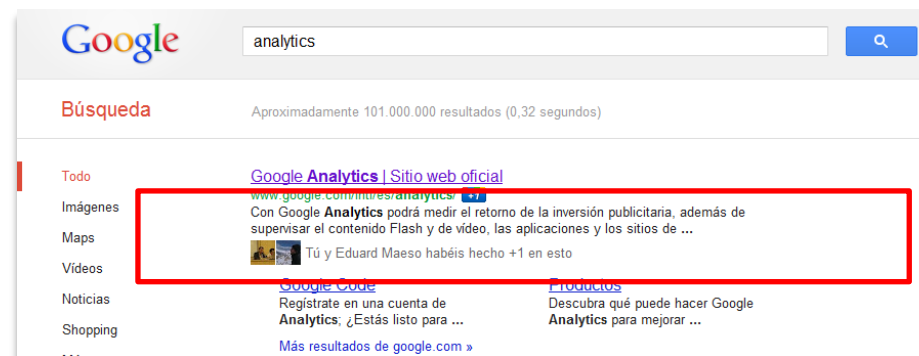 Google
analytics
Búsqueda
Aproximadamente 101.000.000 resultados (0,32 segundos)
Todo
Imágenes
Maps
Vídeos
Noticias
Shopping
Google Analytics | Sitio web oficial
www.google.com/intl/es/analytics/ +1
Con Google Analytics podrá medir el retorno de la inversión publicitaria, además de
supervisar el contenido Flash y de vídeo, las aplicaciones y los sitios de ...
Tú y Eduard Maeso habéis hecho +1 en esto
Google Code
Regístrate en una cuenta de
Analytics; ¿Estás listo para ...
Productos
Descubra qué puede hacer Google
Analytics para mejorar ...
Más resultados de google.com »